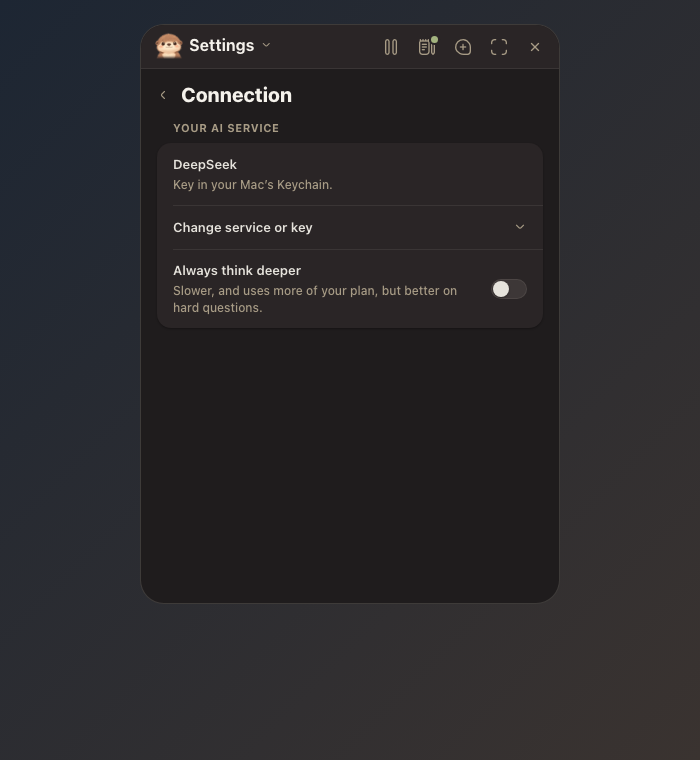 Settings
Connection
YOUR AI SERVICE
DeepSeek
Key in your Mac's Keychain.
Change service or key
Always think deeper
Slower, and uses more of your plan, but better on
hard questions.